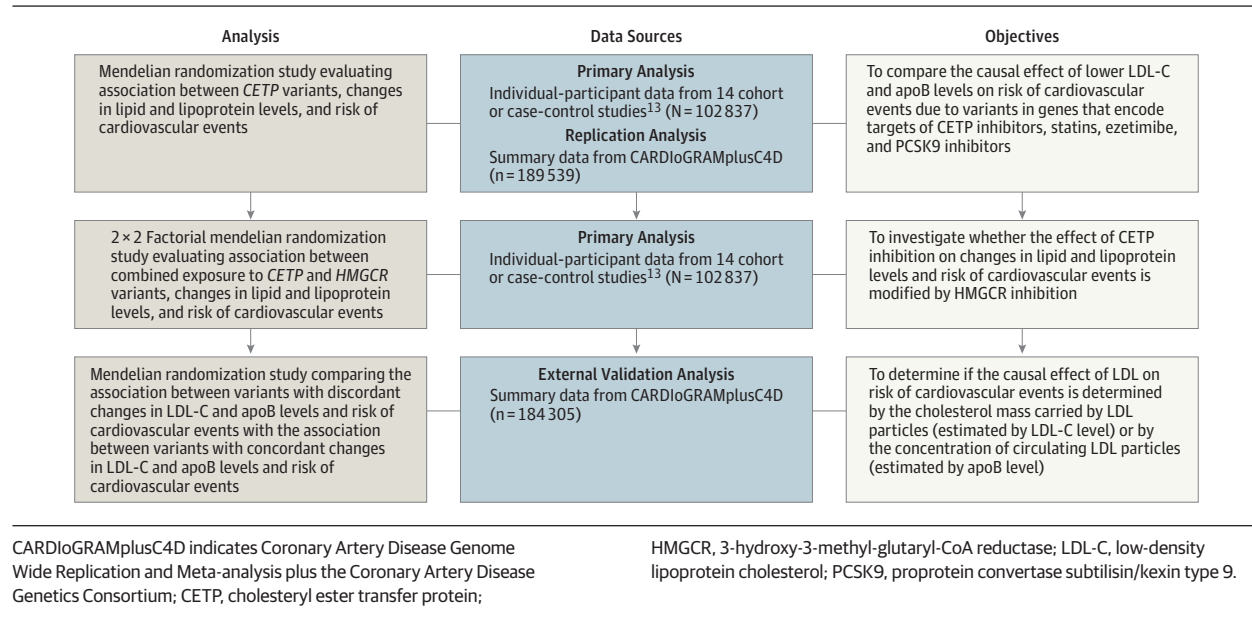 Analysis
Data Sources
Objectives
Mendelian randomization study evaluating
association between CETP variants, changes
in lipid and lipoprotein levels, and risk of
cardiovascular events
Primary Analysis
Individual-participant data from 14 cohort
or case-control studies13 (N = 102 837)
Replication Analysis
Summary data from CARDIoGRAMplusC4D
(n = 189 539)
To compare the causal effect of lower LDL-C
and apoB levels on risk of cardiovascular
events due to variants in genes that encode
targets of CETP inhibitors, statins, ezetimibe,
and PCSK9 inhibitors
2 × 2 Factorial mendelian randomization
study evaluating association between
combined exposure to CETP and HMGCR
variants, changes in lipid and lipoprotein
levels, and risk of cardiovascular events
Primary Analysis
Individual-participant data from 14 cohort
or case-control studies13 (N = 102 837)
To investigate whether the effect of CETP
inhibition on changes in lipid and lipoprotein
levels and risk of cardiovascular events is
modified by HMGCR inhibition
Mendelian randomization study comparing the
association between variants with discordant
changes in LDL-C and apoB levels and risk of
cardiovascular events with the association
between variants with concordant changes
in LDL-C and apoB levels and risk of
cardiovascular events
External Validation Analysis
Summary data from CARDIoGRAMplusC4D
(n = 184 305)
To determine if the causal effect of LDL on
risk of cardiovascular events is determined
by the cholesterol mass carried by LDL
particles (estimated by LDL-C level) or by
the concentration of circulating LDL particles
(estimated by apoB level)
CARDIoGRAMplusC4D indicates Coronary Artery Disease Genome
Wide Replication and Meta-analysis plus the Coronary Artery Disease
Genetics Consortium; CETP, cholesteryl ester transfer protein;
HMGCR, 3-hydroxy-3-methyl-glutaryl-CoA reductase; LDL-C, low-density
lipoprotein cholesterol; PCSK9, proprotein convertase subtilisin/kexin type 9.